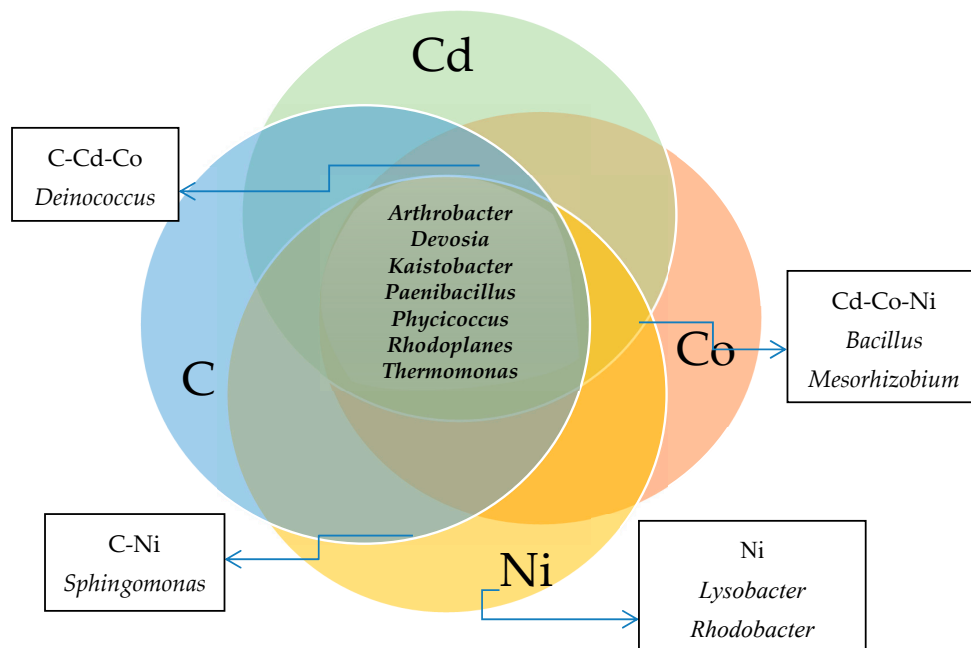 Cd
C-Cd-Co
Deinococcus
Arthrobacter
Devosia
Kaistobacter
Paenibacillus
Phycicoccus
Rhodoplanes
Thermomonas
Cd-Co-Ni
Bacillus
Mesorhizobium
Co
C
C-Ni
Sphingomonas
Ni
Ni
Lysobacter
Rhodobacter